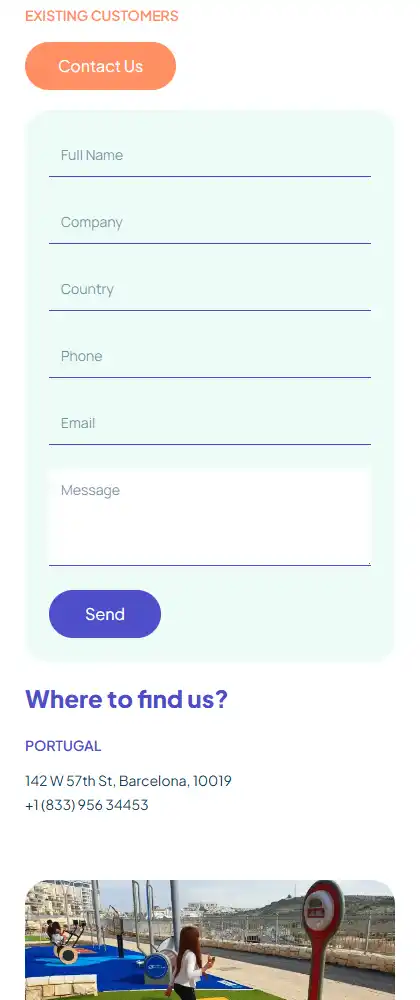 EXISTING CUSTOMERS
Contact Us
Full Name
Company
Country
Phone
Email
Message
Send
Where to find us?
PORTUGAL
142 W 57th St, Barcelona, 10019
+1 (833) 956 34453